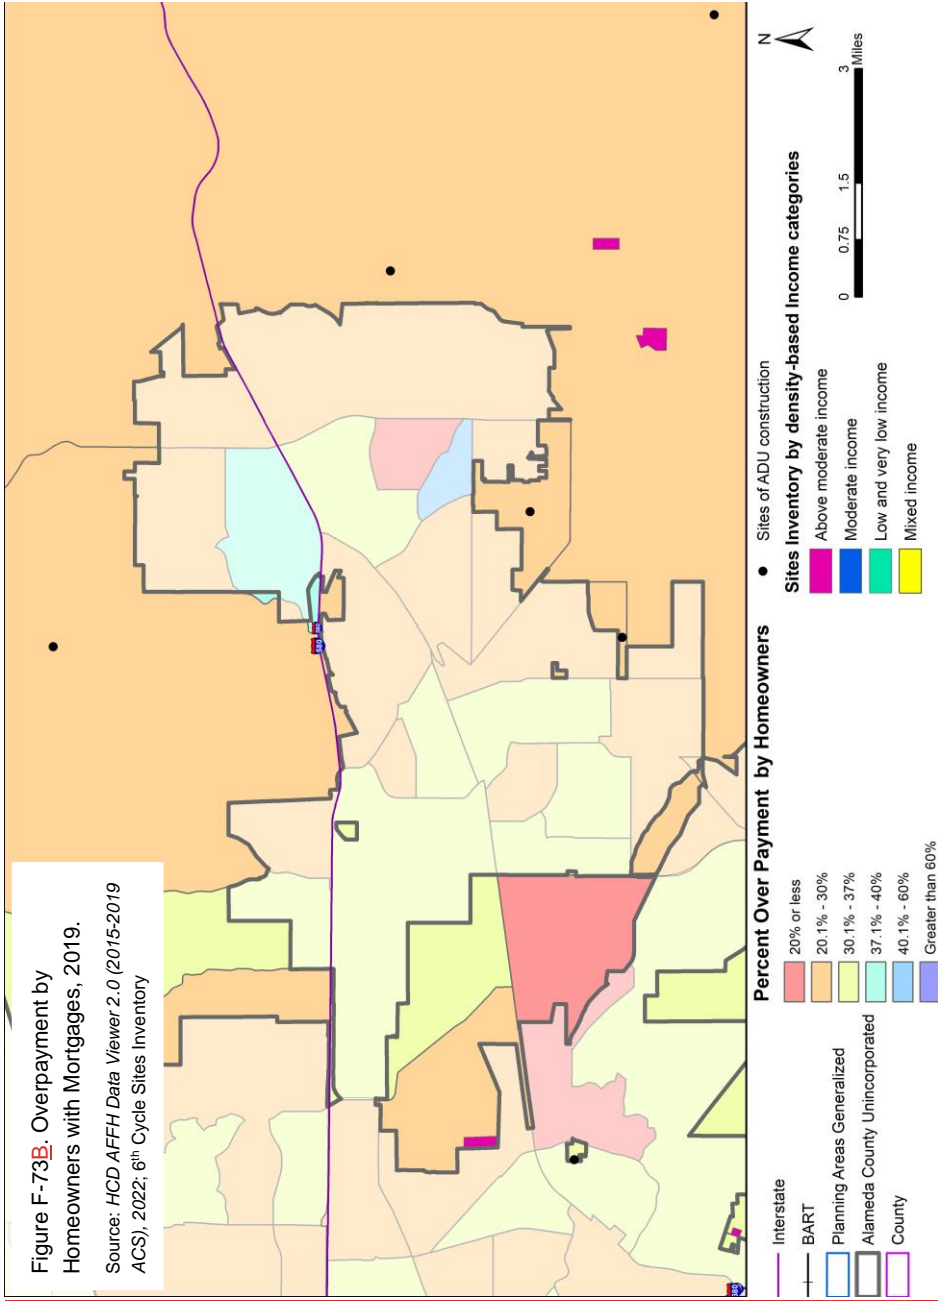 Figure F-73B. Overpayment by
Homeowners with Mortgages, 2019.
Source: HCD AFFH Data Viewer 2.0 (2015-2019
ACS), 2022; 6th Cycle Sites Inventory
580
680
Interstate
BART
Planning Areas Generalized
Alameda County Unincorporated
County
Percent Over Payment by Homeowners
20% or less
20.1% - 30%
30.1% - 37%
37.1% - 40%
40.1% - 60%
Greater than 60%
Sites of ADU construction
Sites Inventory by density-based Income categories
Above moderate income
Moderate income
Low and very low income
Mixed income
0 0.75 1.5 3
Miles
N